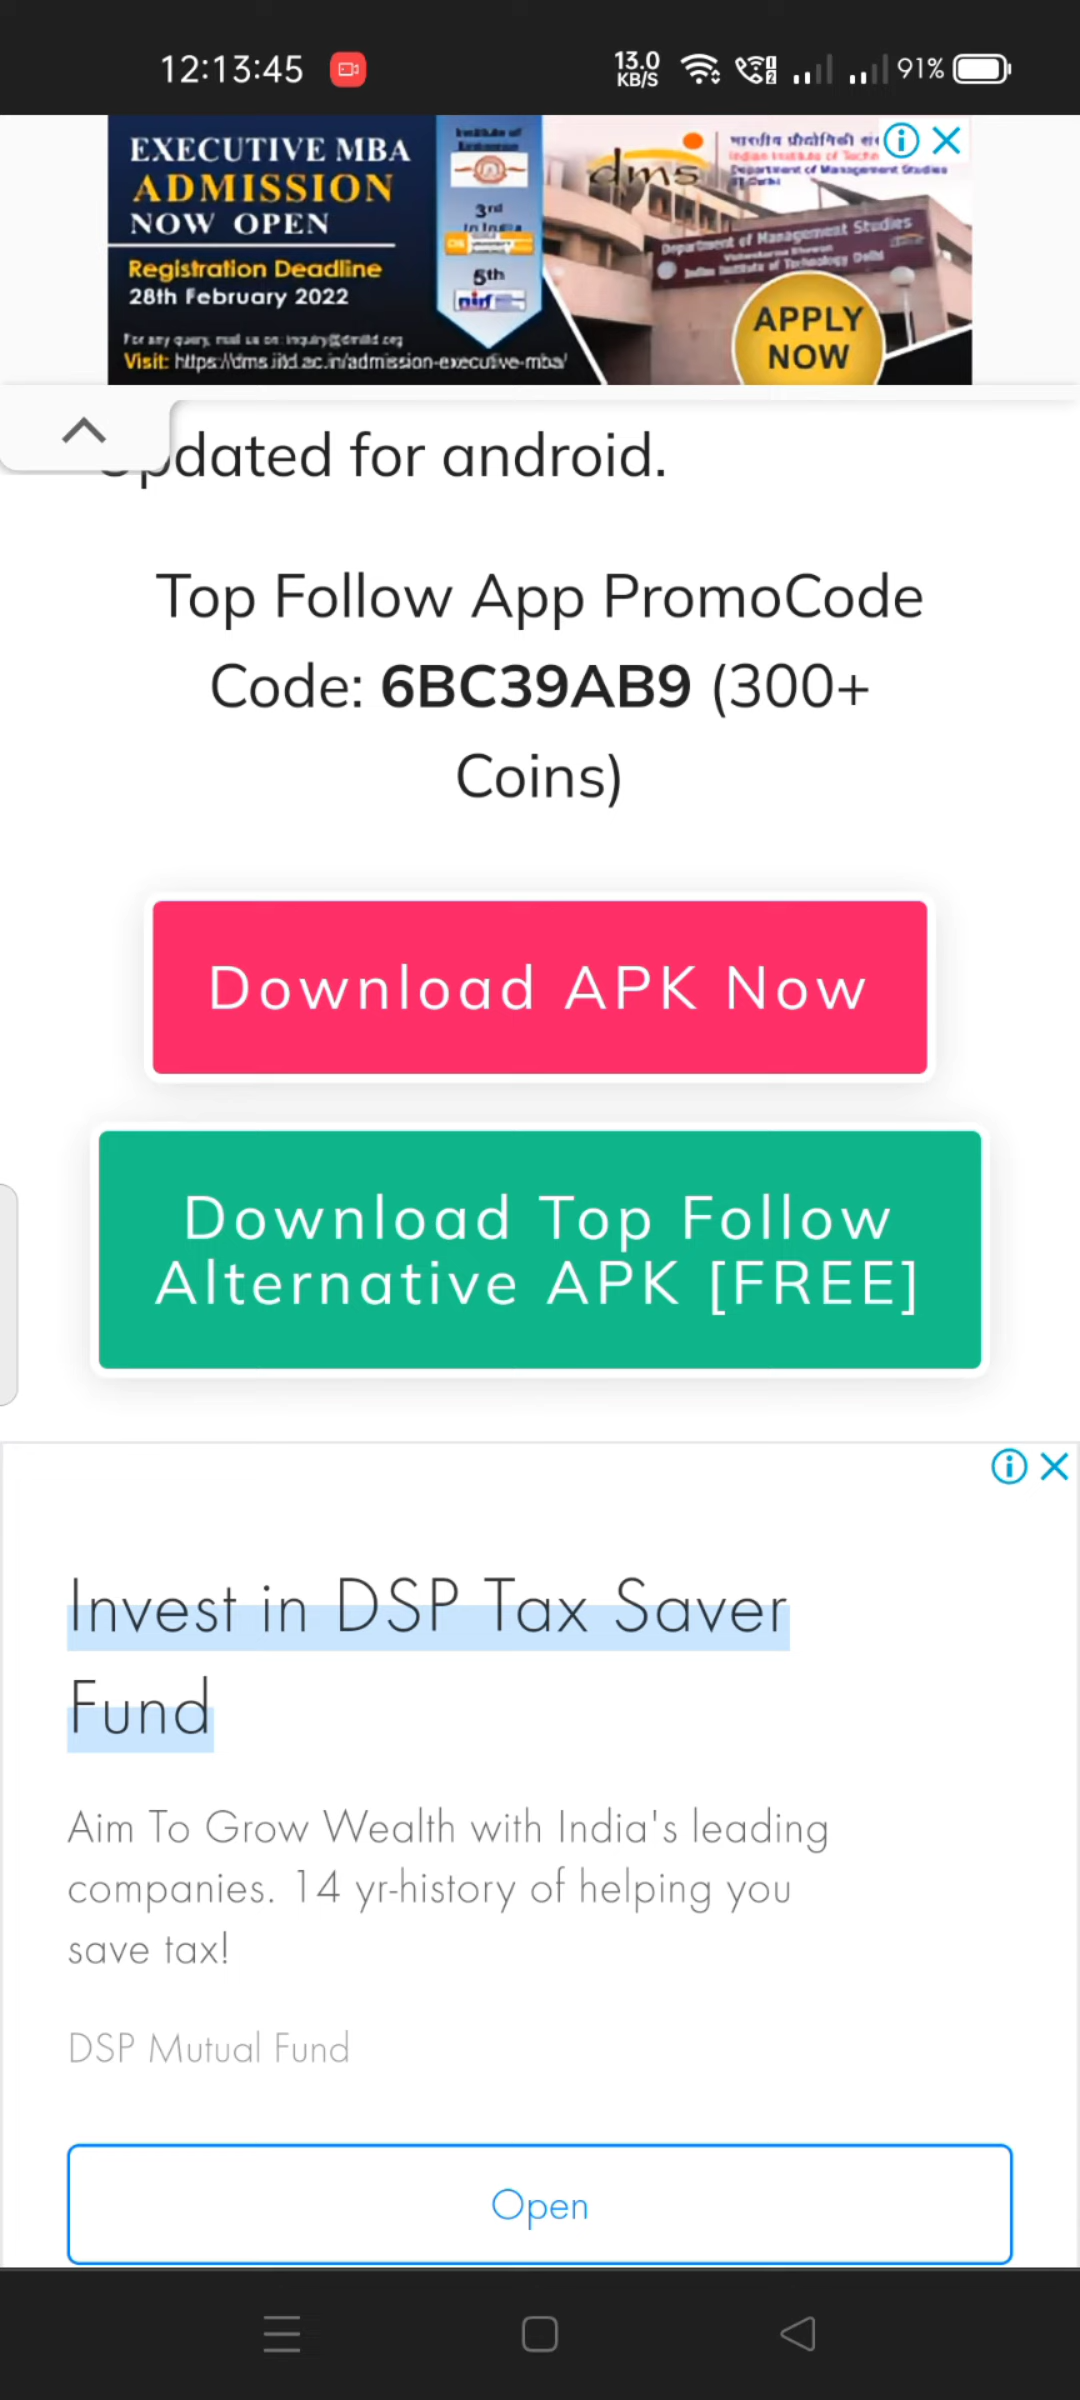 12:13:45
13.0
KB/S
91%
EXECUTIVE MBA
ADMISSION
NOW OPEN
Registration Deadline
28th February 2022
Visit: https://dms.iitd.ac.in/admission-executive-mba/
3rd
5th
nirf
dms
Department of Management Studies
Indian Institute of Technology Delhi
APPLY
NOW
dated for android.
Top Follow App PromoCode
Code: 6BC39AB9 (300+
Coins)
Download APK Now
Download Top Follow
Alternative APK [FREE]
Invest in DSP Tax Saver
Fund
Aim To Grow Wealth with India's leading
companies. 14 yr-history of helping you
save tax!
DSP Mutual Fund
Open